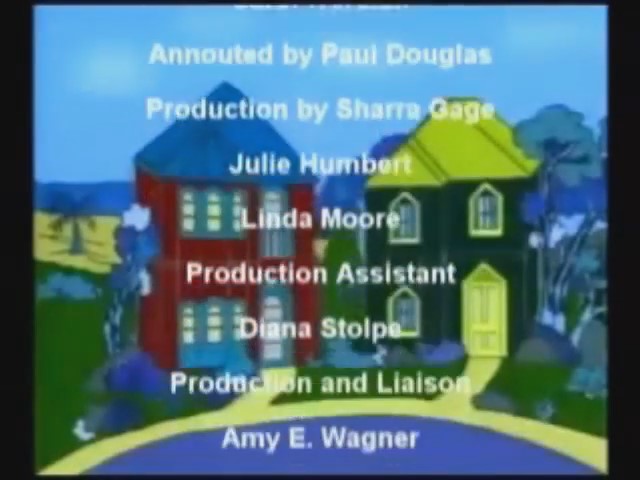 Annouted by Paul Douglas
Production by Sharra Gage
Julie Humbert
Linda Moore
Production Assistant
Diana Stolpe
Production and Liaison
Amy E. Wagner